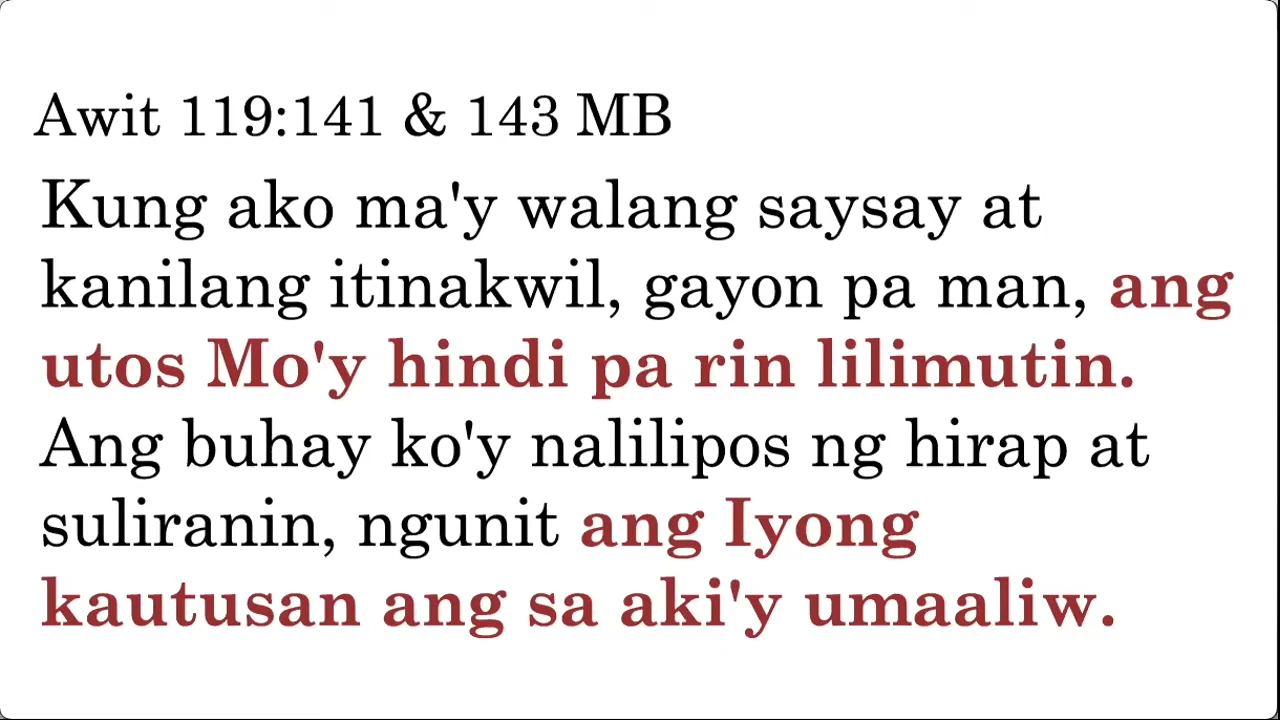 Awit 119:141 & 143 MB
Kung ako ma'y walang saysay at
kanilang itinakwil, gayon pa man, ang
utos Mo'y hindi pa rin lilimutin.
Ang buhay ko'y nalilipos ng hirap at
suliranin, ngunit ang Iyong
kautusan ang sa aki'y umaaliw.